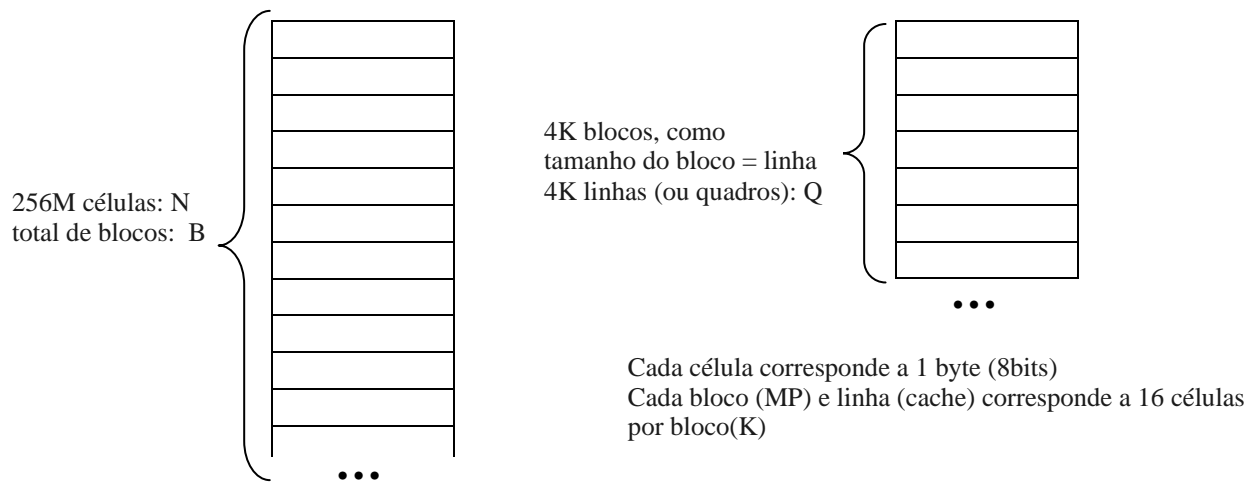 256M células: N
total de blocos: B
4K blocos, como
tamanho do bloco = linha
4K linhas (ou quadros): Q
Cada célula corresponde a 1 byte (8bits)
Cada bloco (MP) e linha (cache) corresponde a 16 células
por bloco(K)